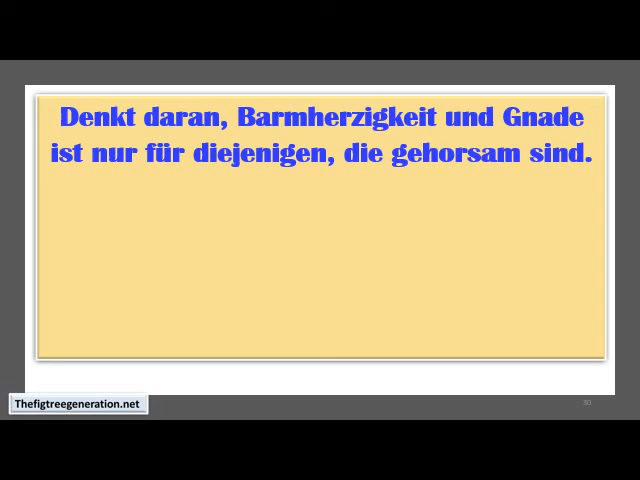 Denkt daran, Barmherzigkeit und Gnade
ist nur für diejenigen, die gehorsam sind.
Thefigtreegeneration.net
30